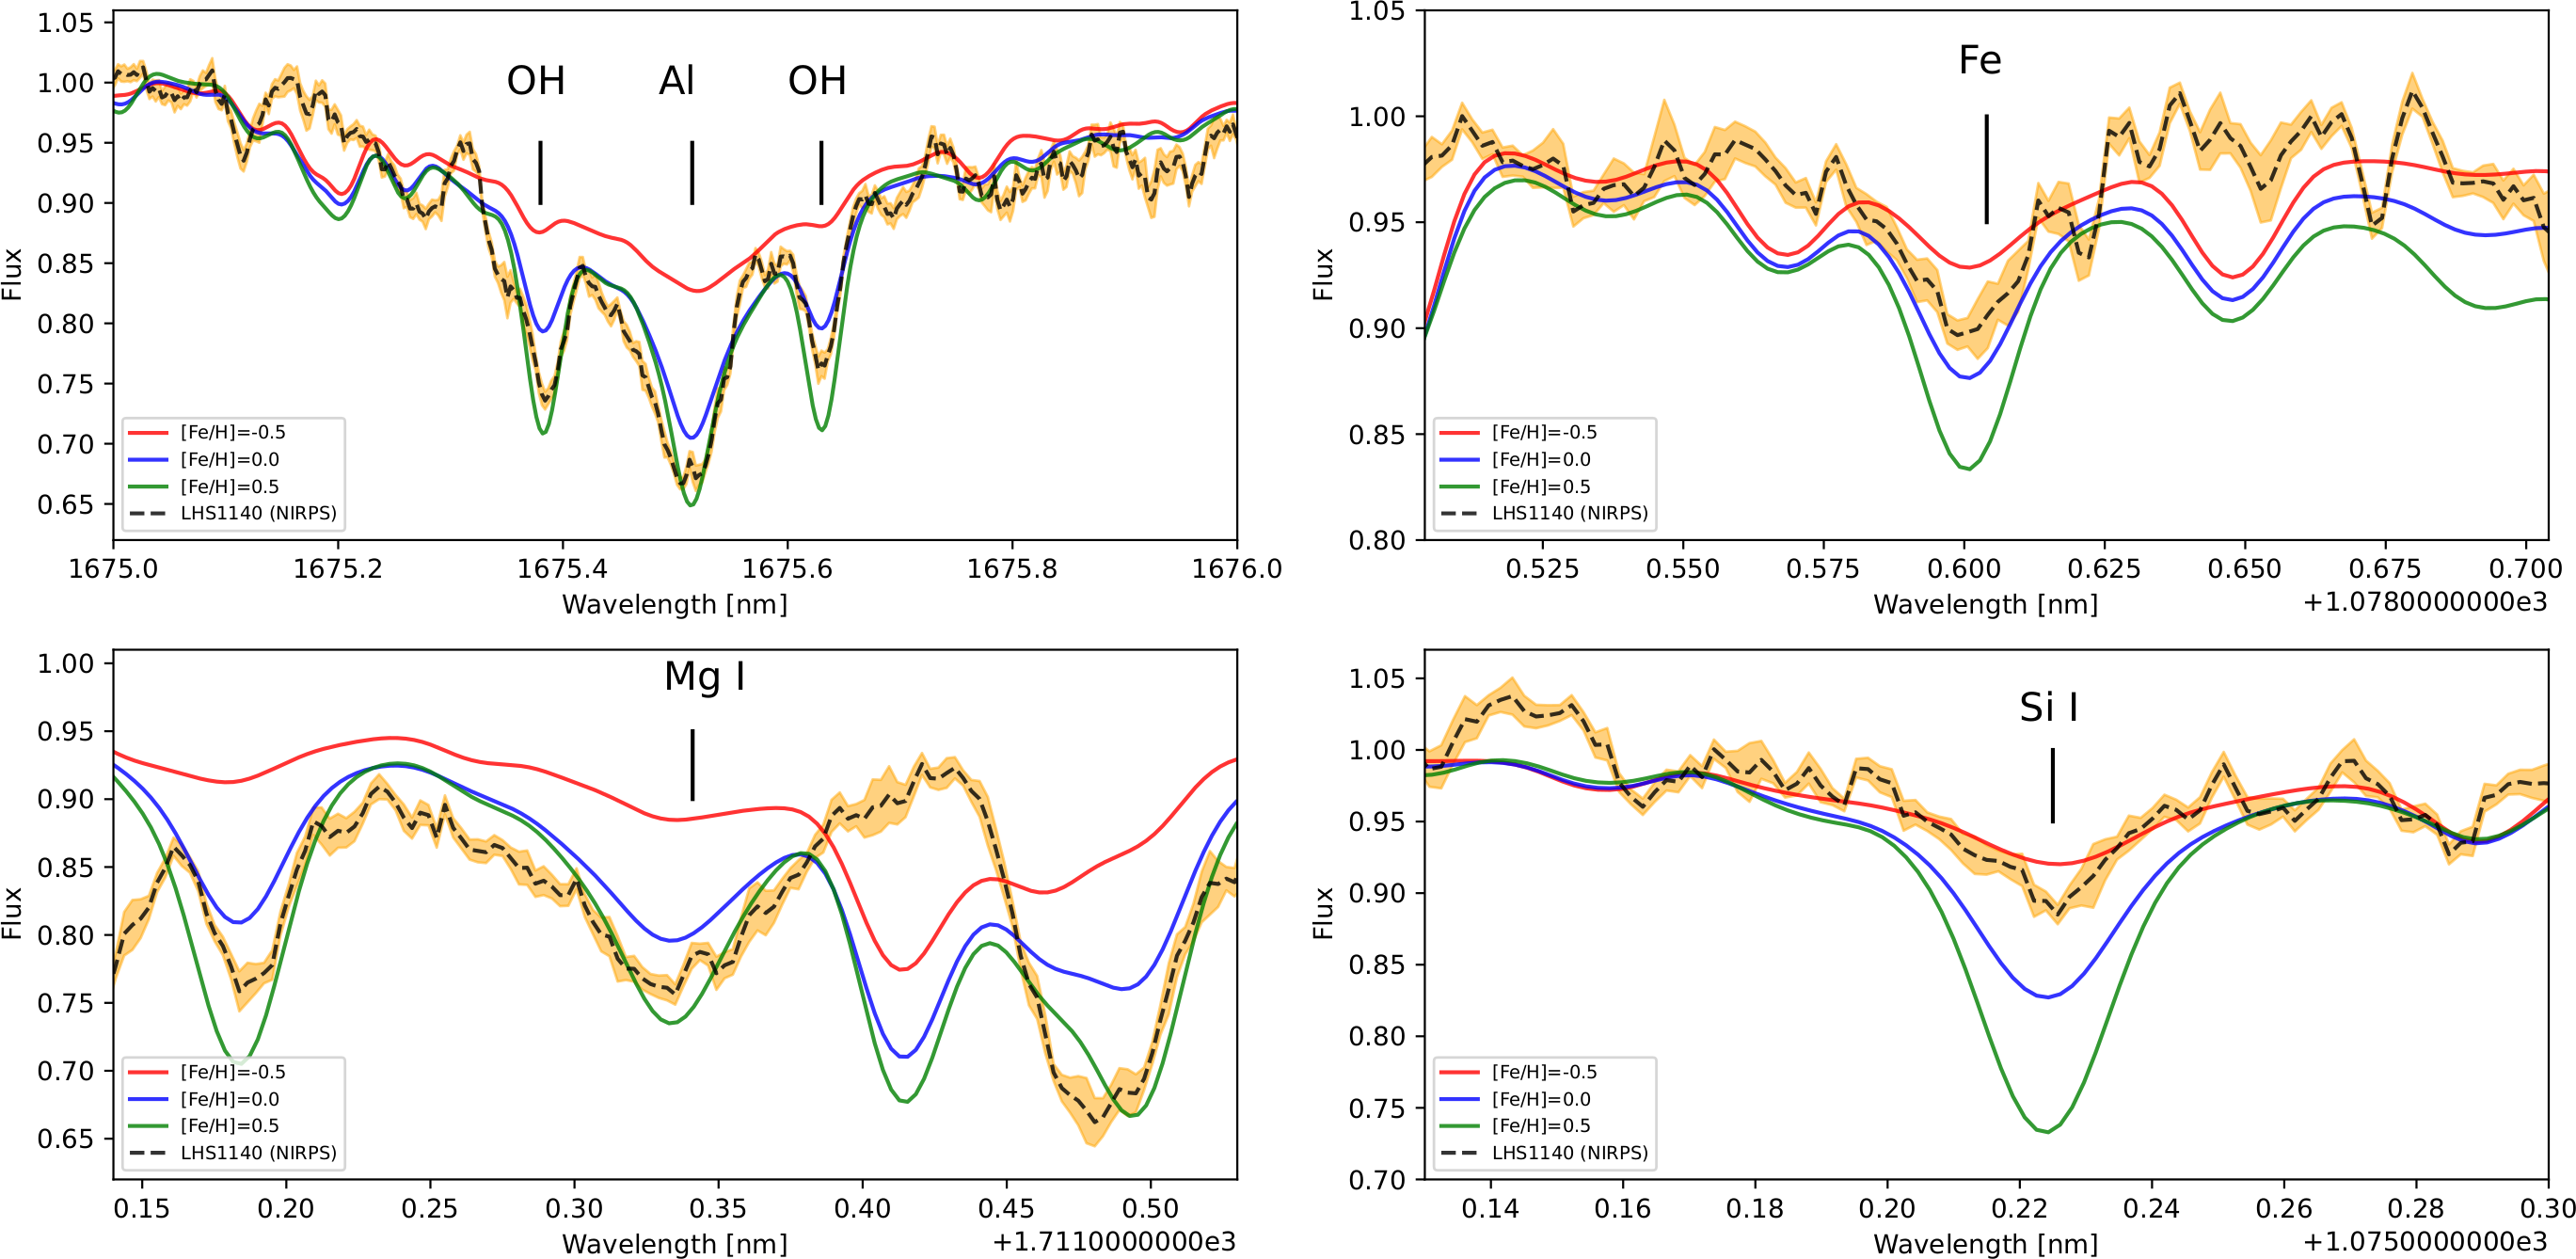 OH Al OH
1.05
1.00
0.95
0.90
0.85
0.80
0.75
0.70
0.65
Flux
[Fe/H]=-0.5
[Fe/H]=0.0
[Fe/H]=0.5
LHS1140 (NIRPS)
1675.0 1675.2 1675.4 1675.6 1675.8 1676.0
Wavelength [nm]
Fe
1.05
1.00
0.95
0.90
0.85
0.80
Flux
[Fe/H]=-0.5
[Fe/H]=0.0
[Fe/H]=0.5
LHS1140 (NIRPS)
0.525 0.550 0.575 0.600 0.625 0.650 0.675 0.700
Wavelength [nm] +1.0780000000e3
Mg I
1.00
0.95
0.90
0.85
0.80
0.75
0.70
0.65
Flux
[Fe/H]=-0.5
[Fe/H]=0.0
[Fe/H]=0.5
LHS1140 (NIRPS)
0.15 0.20 0.25 0.30 0.35 0.40 0.45 0.50
Wavelength [nm] +1.7110000000e3
Si I
1.05
1.00
0.95
0.90
0.85
0.80
0.75
0.70
Flux
[Fe/H]=-0.5
[Fe/H]=0.0
[Fe/H]=0.5
LHS1140 (NIRPS)
0.14 0.16 0.18 0.20 0.22 0.24 0.26 0.28 0.30
Wavelength [nm] +1.0750000000e3